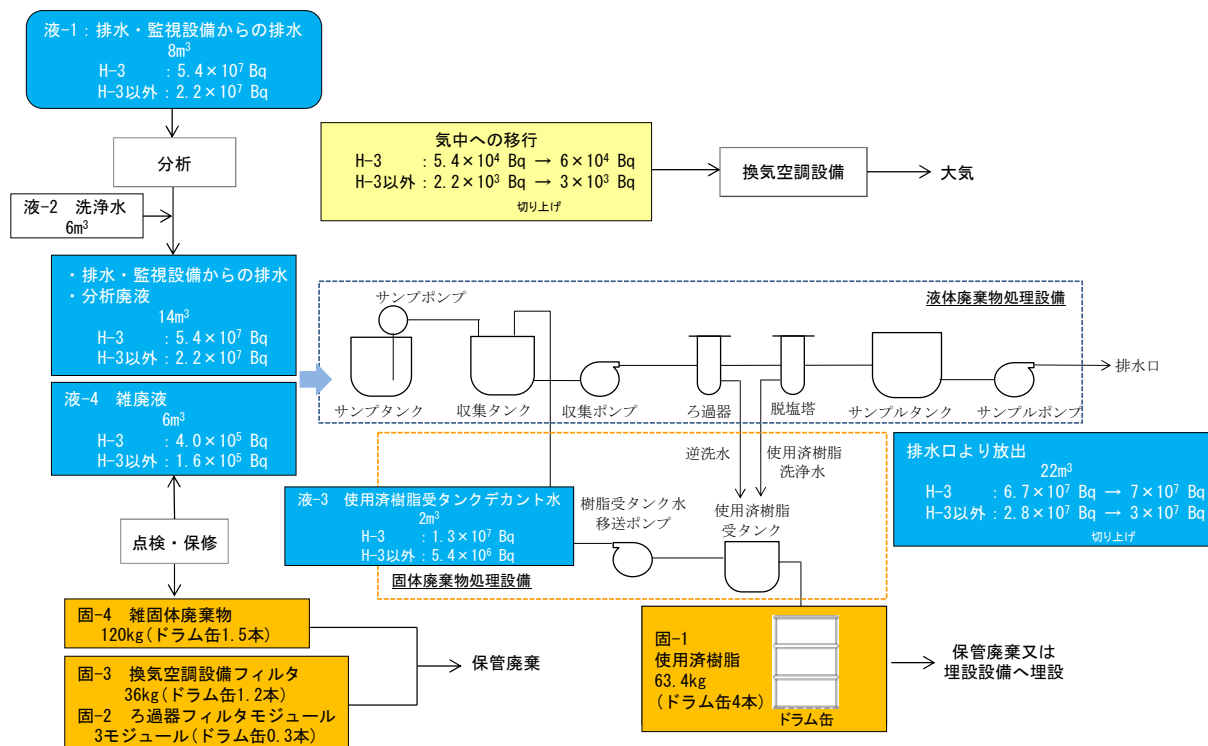 液-1：排水・監視設備からの排水
8m³
H-3　：5.4×10⁷ Bq
H-3以外：2.2×10⁷ Bq
分析
液-2　洗浄水
6m³
・排水・監視設備からの排水
・分析廃液
14m³
H-3　：5.4×10⁷ Bq
H-3以外：2.2×10⁷ Bq
液-4　雑廃液
6m³
H-3　：4.0×10⁵ Bq
H-3以外：1.6×10⁵ Bq
点検・保修
気中への移行
H-3　：5.4×10⁴ Bq → 6×10⁴ Bq
H-3以外：2.2×10³ Bq → 3×10³ Bq
切り上げ
換気空調設備
大気
液体廃棄物処理設備
サンプポンプ
サンプタンク
収集タンク
収集ポンプ
ろ過器
脱塩塔
サンプルタンク
サンプルポンプ
排水口
逆洗水
使用済樹脂
洗浄水
液-3　使用済樹脂受タンクデカント水
2m³
H-3　：1.3×10⁷ Bq
H-3以外：5.4×10⁶ Bq
樹脂受タンク水
移送ポンプ
使用済樹脂
受タンク
固体廃棄物処理設備
排水口より放出
22m³
H-3　：6.7×10⁷ Bq → 7×10⁷ Bq
H-3以外：2.8×10⁷ Bq → 3×10⁷ Bq
切り上げ
固-4　雑固体廃棄物
120kg(ドラム缶1.5本)
固-3　換気空調設備フィルタ
36kg(ドラム缶1.2本)
固-2　ろ過器フィルタモジュール
3モジュール(ドラム缶0.3本)
保管廃棄
固-1
使用済樹脂
63.4kg
(ドラム缶4本)
ドラム缶
保管廃棄又は
埋設設備へ埋設